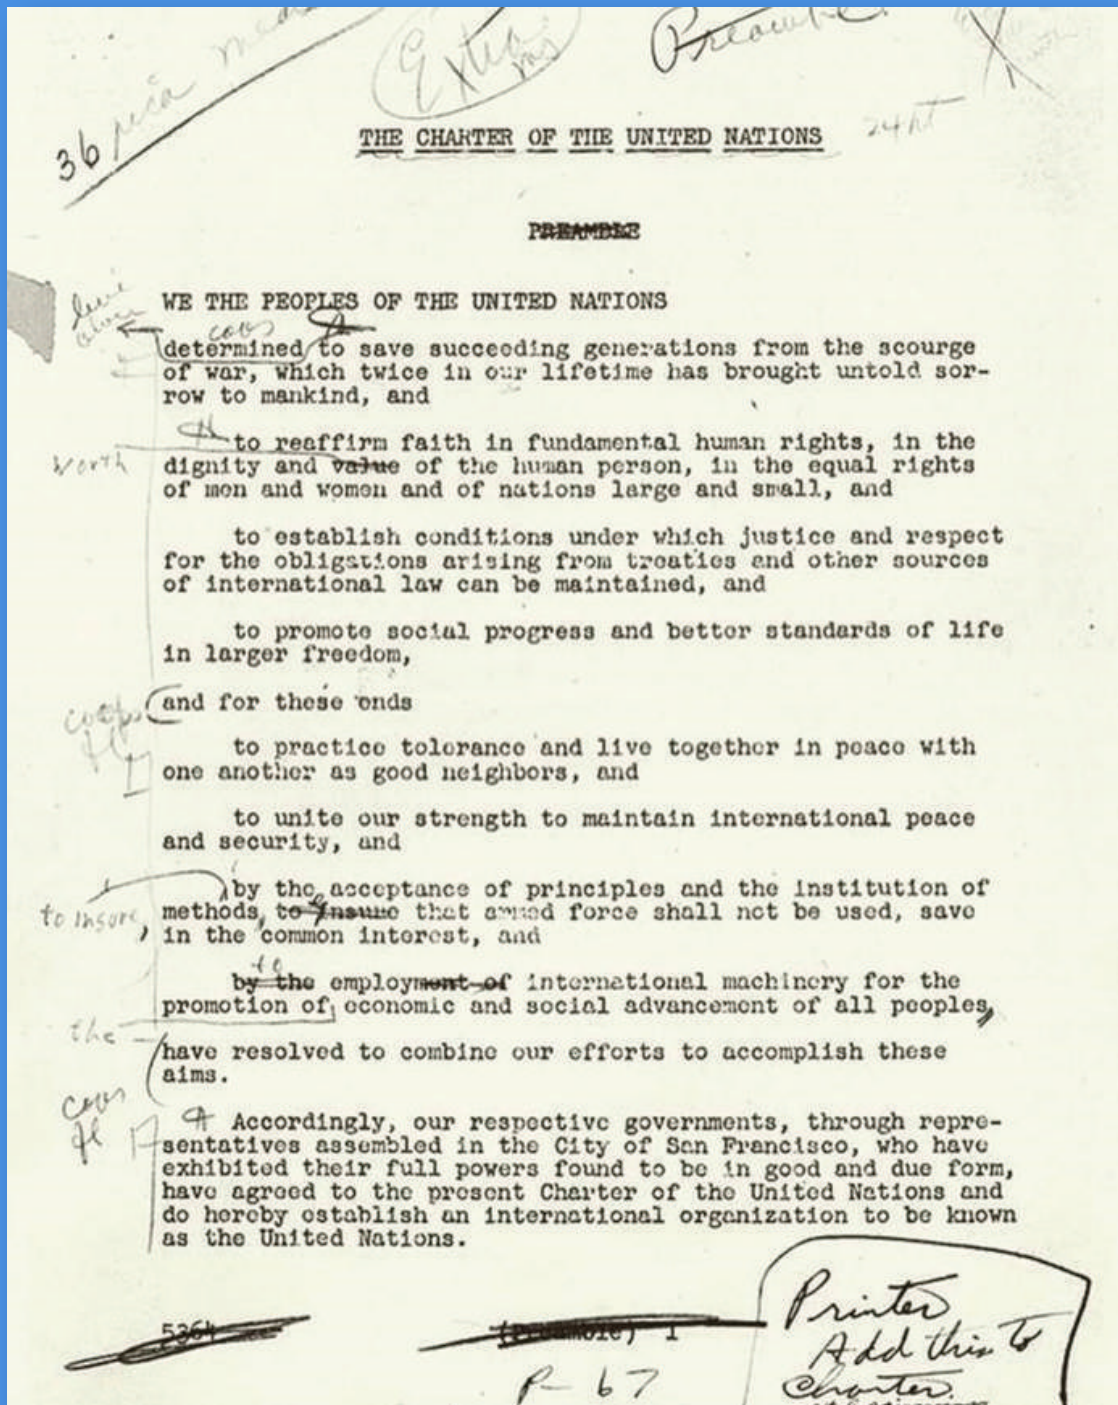 36 pica
Extra
Preamble
THE CHARTER OF THE UNITED NATIONS
24 pt
PREAMBLE
WE THE PEOPLES OF THE UNITED NATIONS
caps
determined to save succeeding generations from the scourge
of war, which twice in our lifetime has brought untold sor-
row to mankind, and
to reaffirm faith in fundamental human rights, in the
worth
dignity and value of the human person, in the equal rights
of men and women and of nations large and small, and
to establish conditions under which justice and respect
for the obligations arising from treaties and other sources
of international law can be maintained, and
to promote social progress and better standards of life
in larger freedom,
and for these ends
caps
fl
to practice tolerance and live together in peace with
one another as good neighbors, and
to unite our strength to maintain international peace
and security, and
by the acceptance of principles and the institution of
to insure,
methods, to insure that armed force shall not be used, save
in the common interest, and
to
by the employment of international machinery for the
promotion of economic and social advancement of all peoples,
the
have resolved to combine our efforts to accomplish these
aims.
caps
fl
Accordingly, our respective governments, through repre-
sentatives assembled in the City of San Francisco, who have
exhibited their full powers found to be in good and due form,
have agreed to the present Charter of the United Nations and
do hereby establish an international organization to be known
as the United Nations.
5364
(Preamble) 1
P-67
Printer
Add this to
Charter.